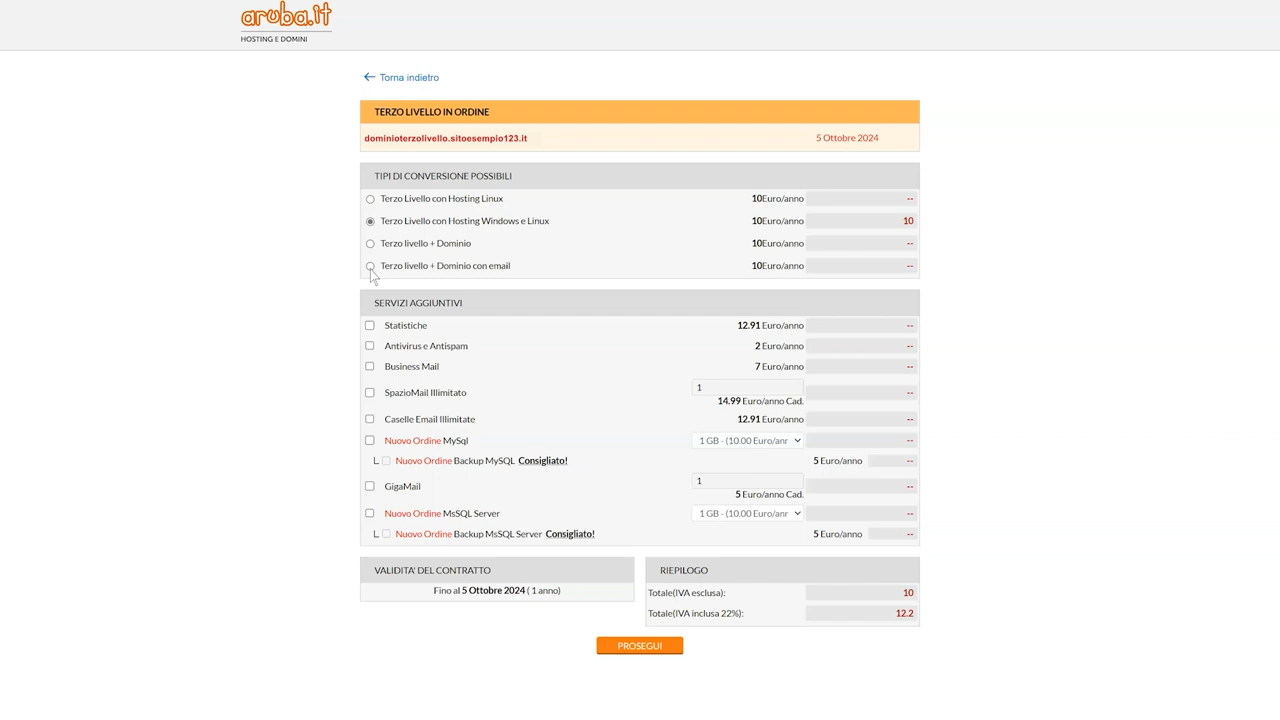 aruba.it
HOSTING E DOMINI
Torna indietro
TERZO LIVELLO IN ORDINE
dominioterzolivello.sitoesempio123.it 5 Ottobre 2024
TIPI DI CONVERSIONE POSSIBILI
Terzo Livello con Hosting Linux 10Euro/anno --
Terzo Livello con Hosting Windows e Linux 10Euro/anno 10
Terzo livello + Dominio 10Euro/anno --
Terzo livello + Dominio con email 10Euro/anno --
SERVIZI AGGIUNTIVI
Statistiche 12.91 Euro/anno --
Antivirus e Antispam 2 Euro/anno --
Business Mail 7 Euro/anno --
SpazioMail Illimitato 1 --
14.99 Euro/anno Cad.
Caselle Email Illimitate 12.91 Euro/anno --
Nuovo Ordine MySql 1 GB - (10.00 Euro/anr --
L Nuovo Ordine Backup MySQL Consigliato! 5 Euro/anno --
GigaMail 1 --
5 Euro/anno Cad.
Nuovo Ordine MsSQL Server 1 GB - (10.00 Euro/anr --
L Nuovo Ordine Backup MsSQL Server Consigliato! 5 Euro/anno --
VALIDITA' DEL CONTRATTO
Fino al 5 Ottobre 2024 ( 1 anno)
RIEPILOGO
Totale(IVA esclusa): 10
Totale(IVA inclusa 22%): 12.2
PROSEGUI